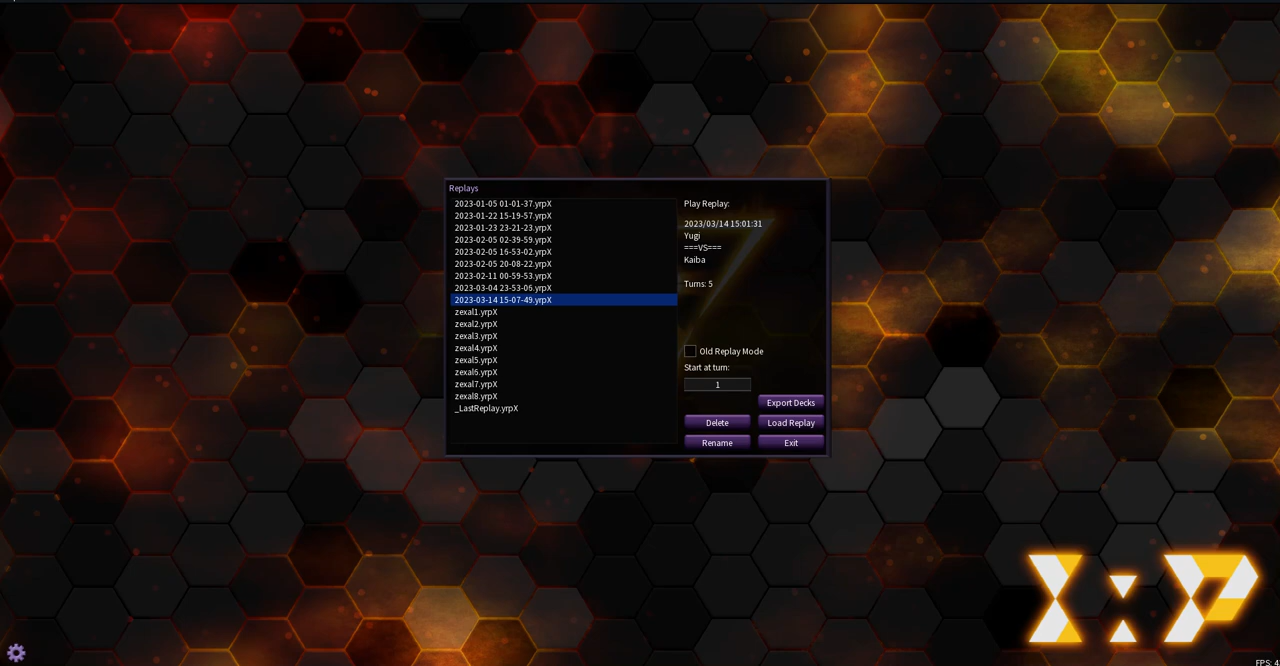 Replays
2023-01-05 01-01-37.yrpX
2023-01-22 15-19-57.yrpX
2023-01-23 23-21-23.yrpX
2023-02-05 02-39-59.yrpX
2023-02-05 16-53-02.yrpX
2023-02-05 20-08-22.yrpX
2023-02-11 00-59-53.yrpX
2023-03-04 23-53-06.yrpX
2023-03-14 15-07-49.yrpX
zexal1.yrpX
zexal2.yrpX
zexal3.yrpX
zexal4.yrpX
zexal5.yrpX
zexal6.yrpX
zexal7.yrpX
zexal8.yrpX
_LastReplay.yrpX
Play Replay:
2023/03/14 15:01:31
Yugi
===VS===
Kaiba
Turns: 5
Old Replay Mode
Start at turn:
1
Export Decks
Delete
Load Replay
Rename
Exit
X:P
FPS: 4